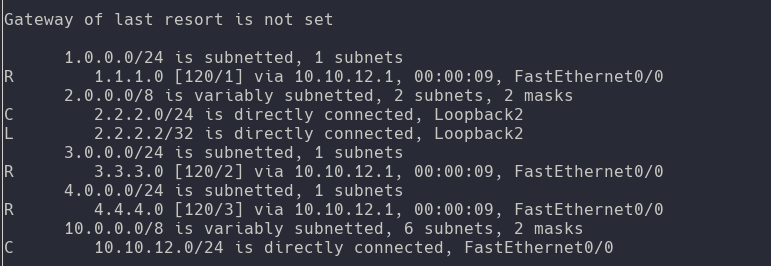 Gateway of last resort is not set
      1.0.0.0/24 is subnetted, 1 subnets
R        1.1.1.0 [120/1] via 10.10.12.1, 00:00:09, FastEthernet0/0
      2.0.0.0/8 is variably subnetted, 2 subnets, 2 masks
C        2.2.2.0/24 is directly connected, Loopback2
L        2.2.2.2/32 is directly connected, Loopback2
      3.0.0.0/24 is subnetted, 1 subnets
R        3.3.3.0 [120/2] via 10.10.12.1, 00:00:09, FastEthernet0/0
      4.0.0.0/24 is subnetted, 1 subnets
R        4.4.4.0 [120/3] via 10.10.12.1, 00:00:09, FastEthernet0/0
      10.0.0.0/8 is variably subnetted, 6 subnets, 2 masks
C        10.10.12.0/24 is directly connected, FastEthernet0/0